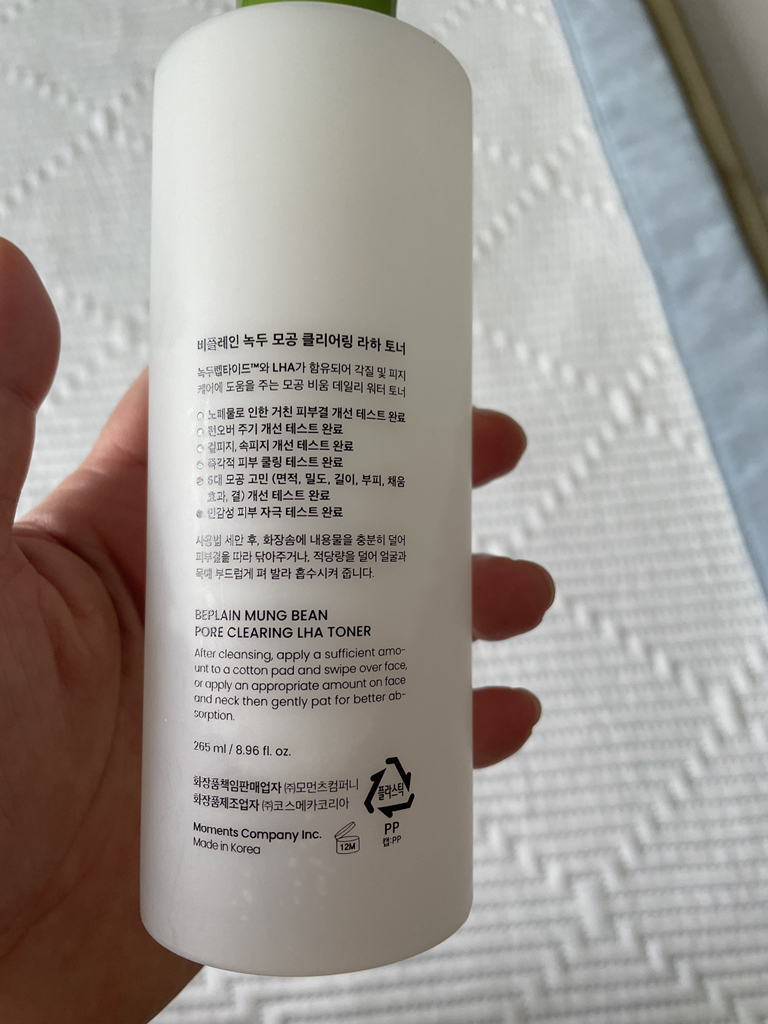 비플레인 녹두 모공 클리어링 라하 토너
녹두펩타이드™와 LHA가 함유되어 각질 및 피지
케어에 도움을 주는 모공 비움 데일리 워터 토너
노폐물로 인한 거친 피부결 개선 테스트 완료
턴오버 주기 개선 테스트 완료
겉피지, 속피지 개선 테스트 완료
즉각적 피부 쿨링 테스트 완료
6대 모공 고민 (면적, 밀도, 길이, 부피, 채움
효과, 결) 개선 테스트 완료
민감성 피부 자극 테스트 완료
사용법 세안 후, 화장솜에 내용물을 충분히 덜어
피부결을 따라 닦아주거나, 적당량을 덜어 얼굴과
목에 부드럽게 펴 발라 흡수시켜 줍니다.
BEPLAIN MUNG BEAN
PORE CLEARING LHA TONER
After cleansing, apply a sufficient amo-
unt to a cotton pad and swipe over face,
or apply an appropriate amount on face
and neck then gently pat for better ab-
sorption.
265 ml / 8.96 fl. oz.
화장품책임판매업자 ㈜모먼츠컴퍼니
화장품제조업자 ㈜코스메카코리아
플라스틱
Moments Company Inc.
Made in Korea
12M
PP
캡:PP